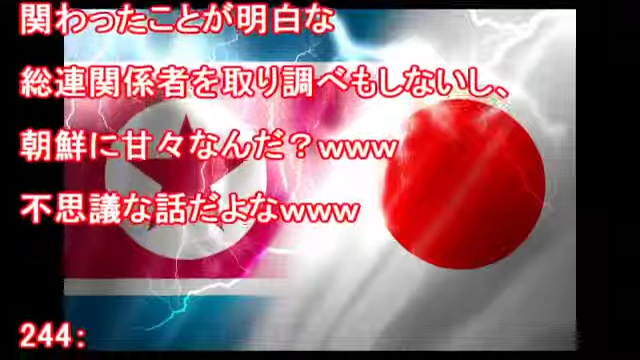 関わったことが明白な
総連関係者を取り調べもしないし、
朝鮮に甘々なんだ？ｗｗｗ
不思議な話だよなｗｗｗ
244：